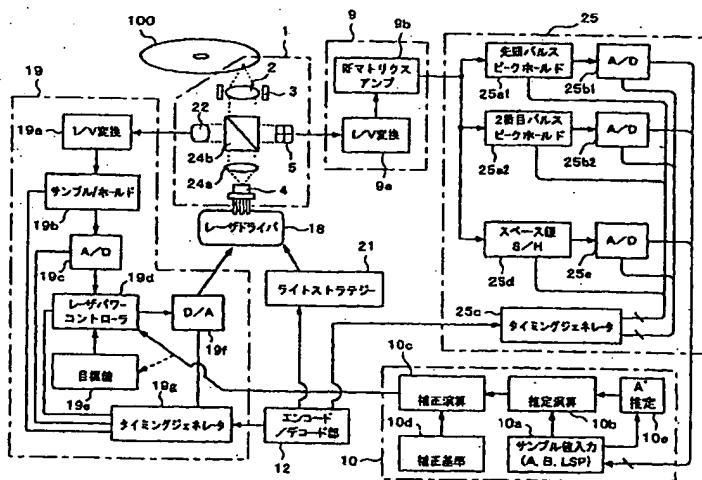 100
1
2
3
22
24b
5
24a
4
9
9b
RFマトリクス
アンプ
I/V変換
9a
25
先頭パルス
ピークホールド
25a1
A/D
25b1
2番目パルス
ピークホールド
25a2
A/D
25b2
スペース値
S/H
25d
A/D
25e
25c
タイミングジェネレータ
19
19a
I/V変換
サンプル/ホールド
19b
A/D
19c
19d
レーザパワー
コントローラ
D/A
19f
目標値
19e
19g
タイミングジェネレータ
レーザドライバ
18
21
ライトストラテジー
エンコード
/デコード部
12
10
10c
補正演算
10d
補正基準
推定演算
10b
10a
サンプル値入力
(A, B, LSP)
A'
推定
10e